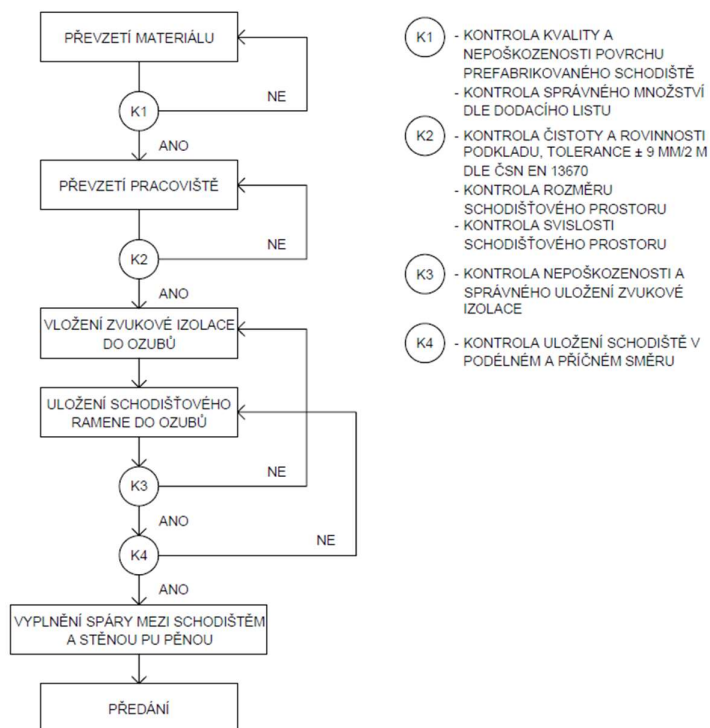 PŘEVZETÍ MATERIÁLU
NE
K1
ANO
PŘEVZETÍ PRACOVIŠTĚ
NE
K2
ANO
VLOŽENÍ ZVUKOVÉ IZOLACE
DO OZUBŮ
ULOŽENÍ SCHODIŠŤOVÉHO
RAMENE DO OZUBŮ
NE
K3
ANO
NE
K4
ANO
VYPLNĚNÍ SPÁRY MEZI SCHODIŠTĚM
A STĚNOU PU PĚNOU
PŘEDÁNÍ
K1 - KONTROLA KVALITY A
NEPOŠKOZENOSTI POVRCHU
PREFABRIKOVANÉHO SCHODIŠTĚ
- KONTROLA SPRÁVNÉHO MNOŽSTVÍ
DLE DODACÍHO LISTU
K2 - KONTROLA ČISTOTY A ROVINNOSTI
PODKLADU, TOLERANCE ± 9 MM/2 M
DLE ČSN EN 13670
- KONTROLA ROZMĚRU
SCHODIŠŤOVÉHO PROSTORU
- KONTROLA SVISLOSTI
SCHODIŠŤOVÉHO PROSTORU
K3 - KONTROLA NEPOŠKOZENOSTI A
SPRÁVNÉHO ULOŽENÍ ZVUKOVÉ
IZOLACE
K4 - KONTROLA ULOŽENÍ SCHODIŠTĚ V
PODÉLNÉM A PŘÍČNÉM SMĚRU